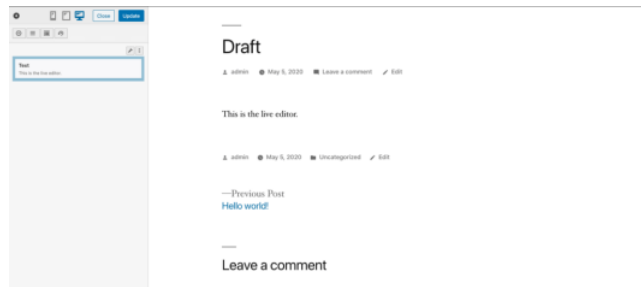 Close Update
Text
This is the live editor.
Draft
admin May 5, 2020 Leave a comment Edit
This is the live editor.
admin May 5, 2020 Uncategorized Edit
—Previous Post
Hello world!
Leave a comment